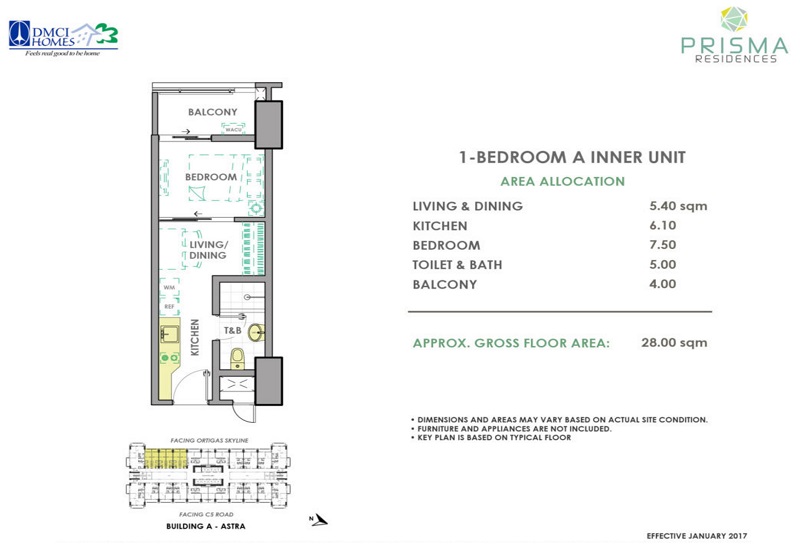 DMCI
HOMES
Feels real good to be home
PRISMA
RESIDENCES
BALCONY
WACU
BEDROOM
LIVING/
DINING
WM
REF
KITCHEN
T&B
1-BEDROOM A INNER UNIT
AREA ALLOCATION
LIVING & DINING 5.40 sqm
KITCHEN 6.10
BEDROOM 7.50
TOILET & BATH 5.00
BALCONY 4.00
APPROX. GROSS FLOOR AREA: 28.00 sqm
• DIMENSIONS AND AREAS MAY VARY BASED ON ACTUAL SITE CONDITION.
• FURNITURE AND APPLIANCES ARE NOT INCLUDED.
• KEY PLAN IS BASED ON TYPICAL FLOOR
FACING ORTIGAS SKYLINE
FACING C5 ROAD
BUILDING A - ASTRA
N
EFFECTIVE JANUARY 2017